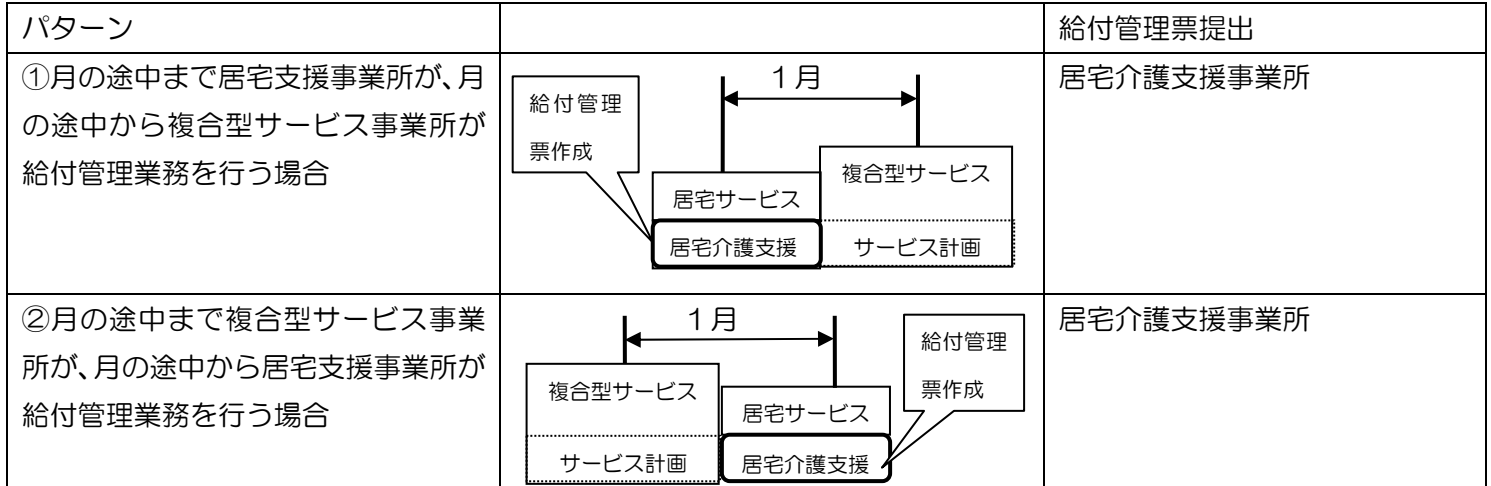 パターン
給付管理票提出
①月の途中まで居宅支援事業所が、月
の途中から複合型サービス事業所が
給付管理業務を行う場合
1月
給付管理
票作成
複合型サービス
居宅サービス
居宅介護支援
サービス計画
居宅介護支援事業所
②月の途中まで複合型サービス事業
所が、月の途中から居宅支援事業所が
給付管理業務を行う場合
1月
給付管理
票作成
複合型サービス
居宅サービス
サービス計画
居宅介護支援
居宅介護支援事業所